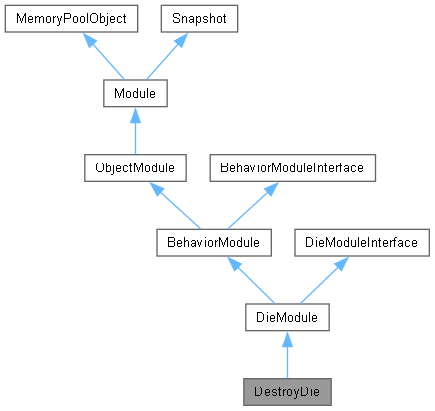 MemoryPoolObject
Snapshot
Module
ObjectModule
BehaviorModuleInterface
BehaviorModule
DieModuleInterface
DieModule
DestroyDie